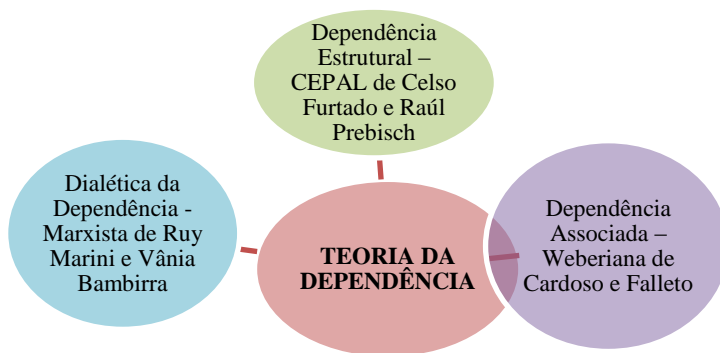 Dependência
Estrutural –
CEPAL de Celso
Furtado e Raúl
Prebisch
Dialética da
Dependência -
Marxista de Ruy
Marini e Vânia
Bambirra
TEORIA DA
DEPENDÊNCIA
Dependência
Associada –
Weberiana de
Cardoso e Falleto